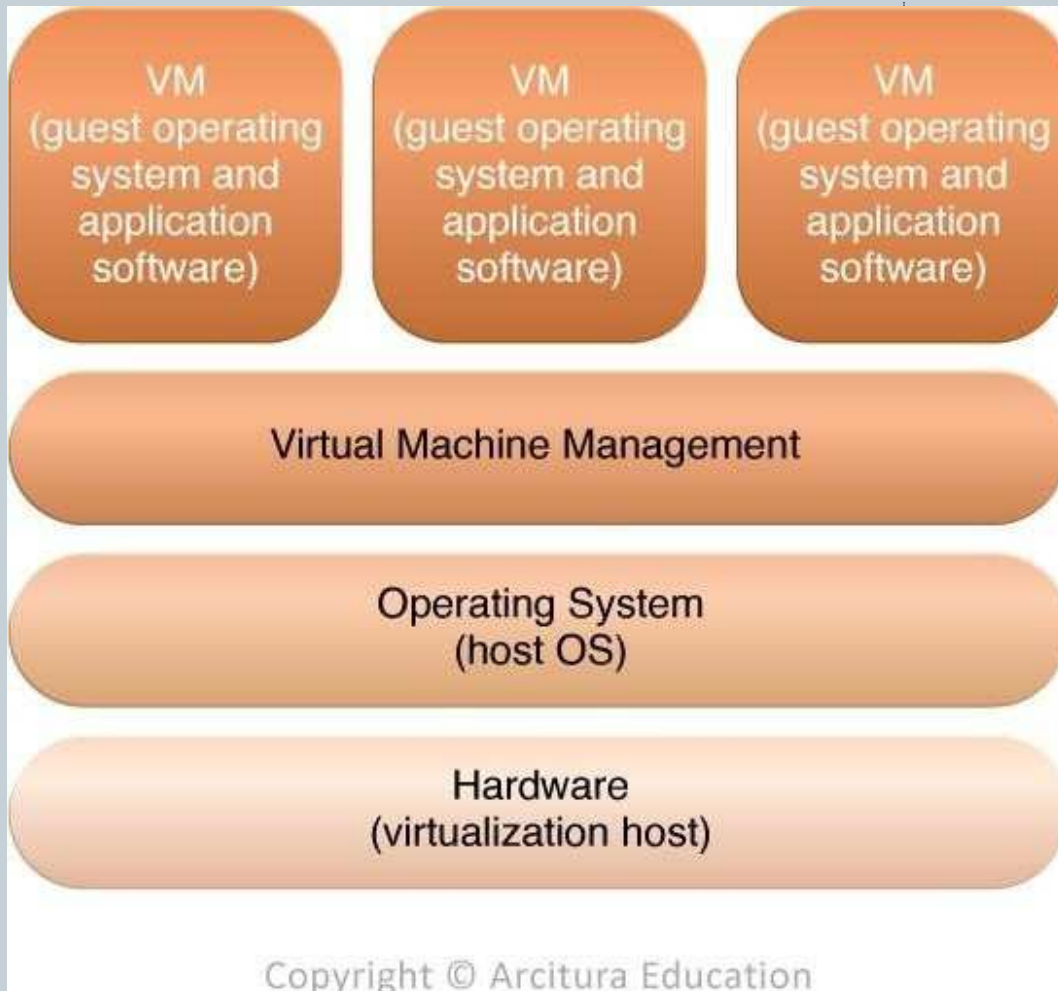 VM
(guest operating
system and
application
software)
VM
(guest operating
system and
application
software)
VM
(guest operating
system and
application
software)
Virtual Machine Management
Operating System
(host OS)
Hardware
(virtualization host)
Copyright © Arcitura Education